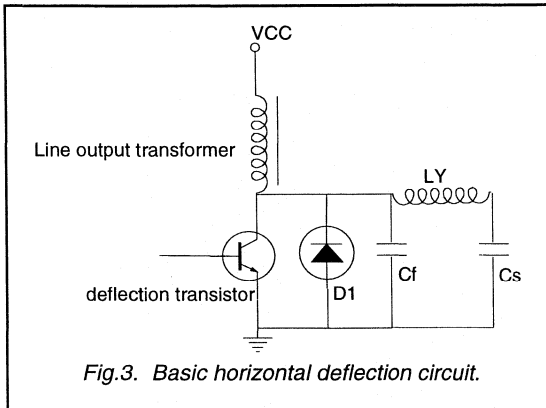 VCC
Line output transformer
LY
deflection transistor
D1
Cf
Cs
Fig.3. Basic horizontal deflection circuit.